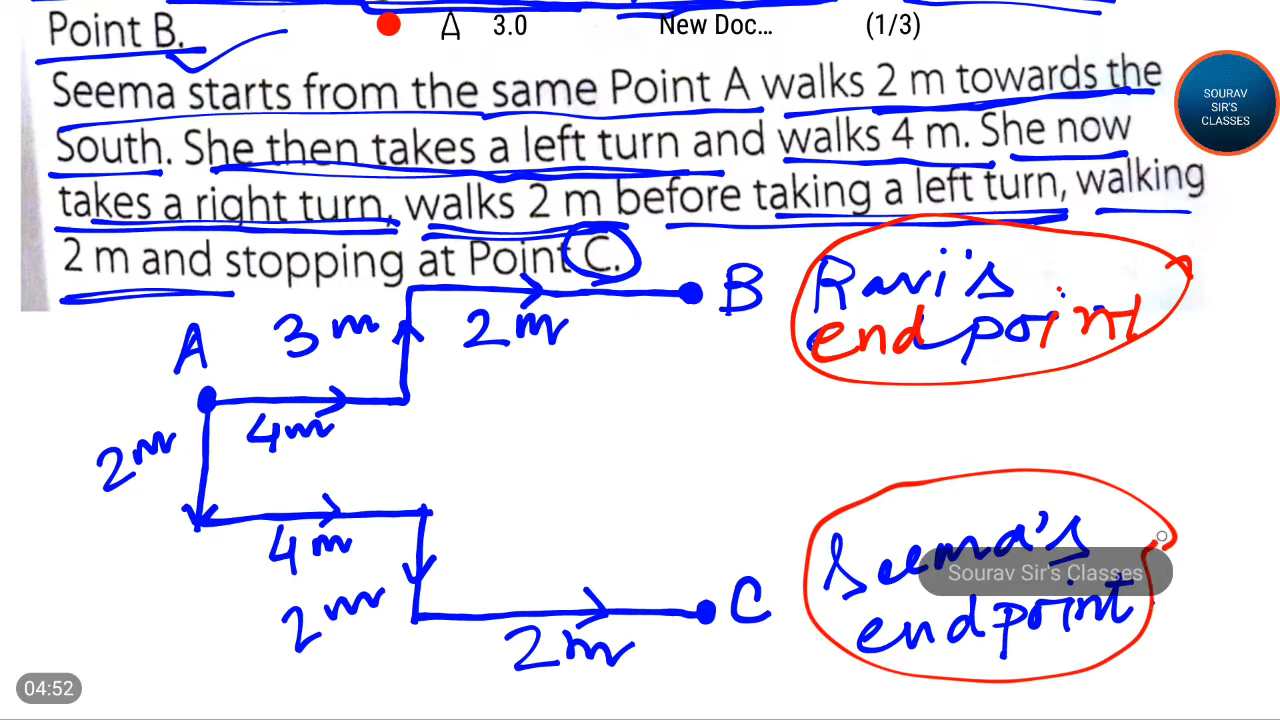 Point B.
A 3.0 New Doc... (1/3)
Seema starts from the same Point A walks 2 m towards the
South. She then takes a left turn and walks 4 m. She now
takes a right turn, walks 2 m before taking a left turn, walking
2 m and stopping at Point C.
SOURAV
SIR'S
CLASSES
B
Ravi's
endpoint
3 m
2 m
A
4m
2m
4 m
2m
2m
C
Seema's
endpoint
Sourav Sir's Classes
04:52